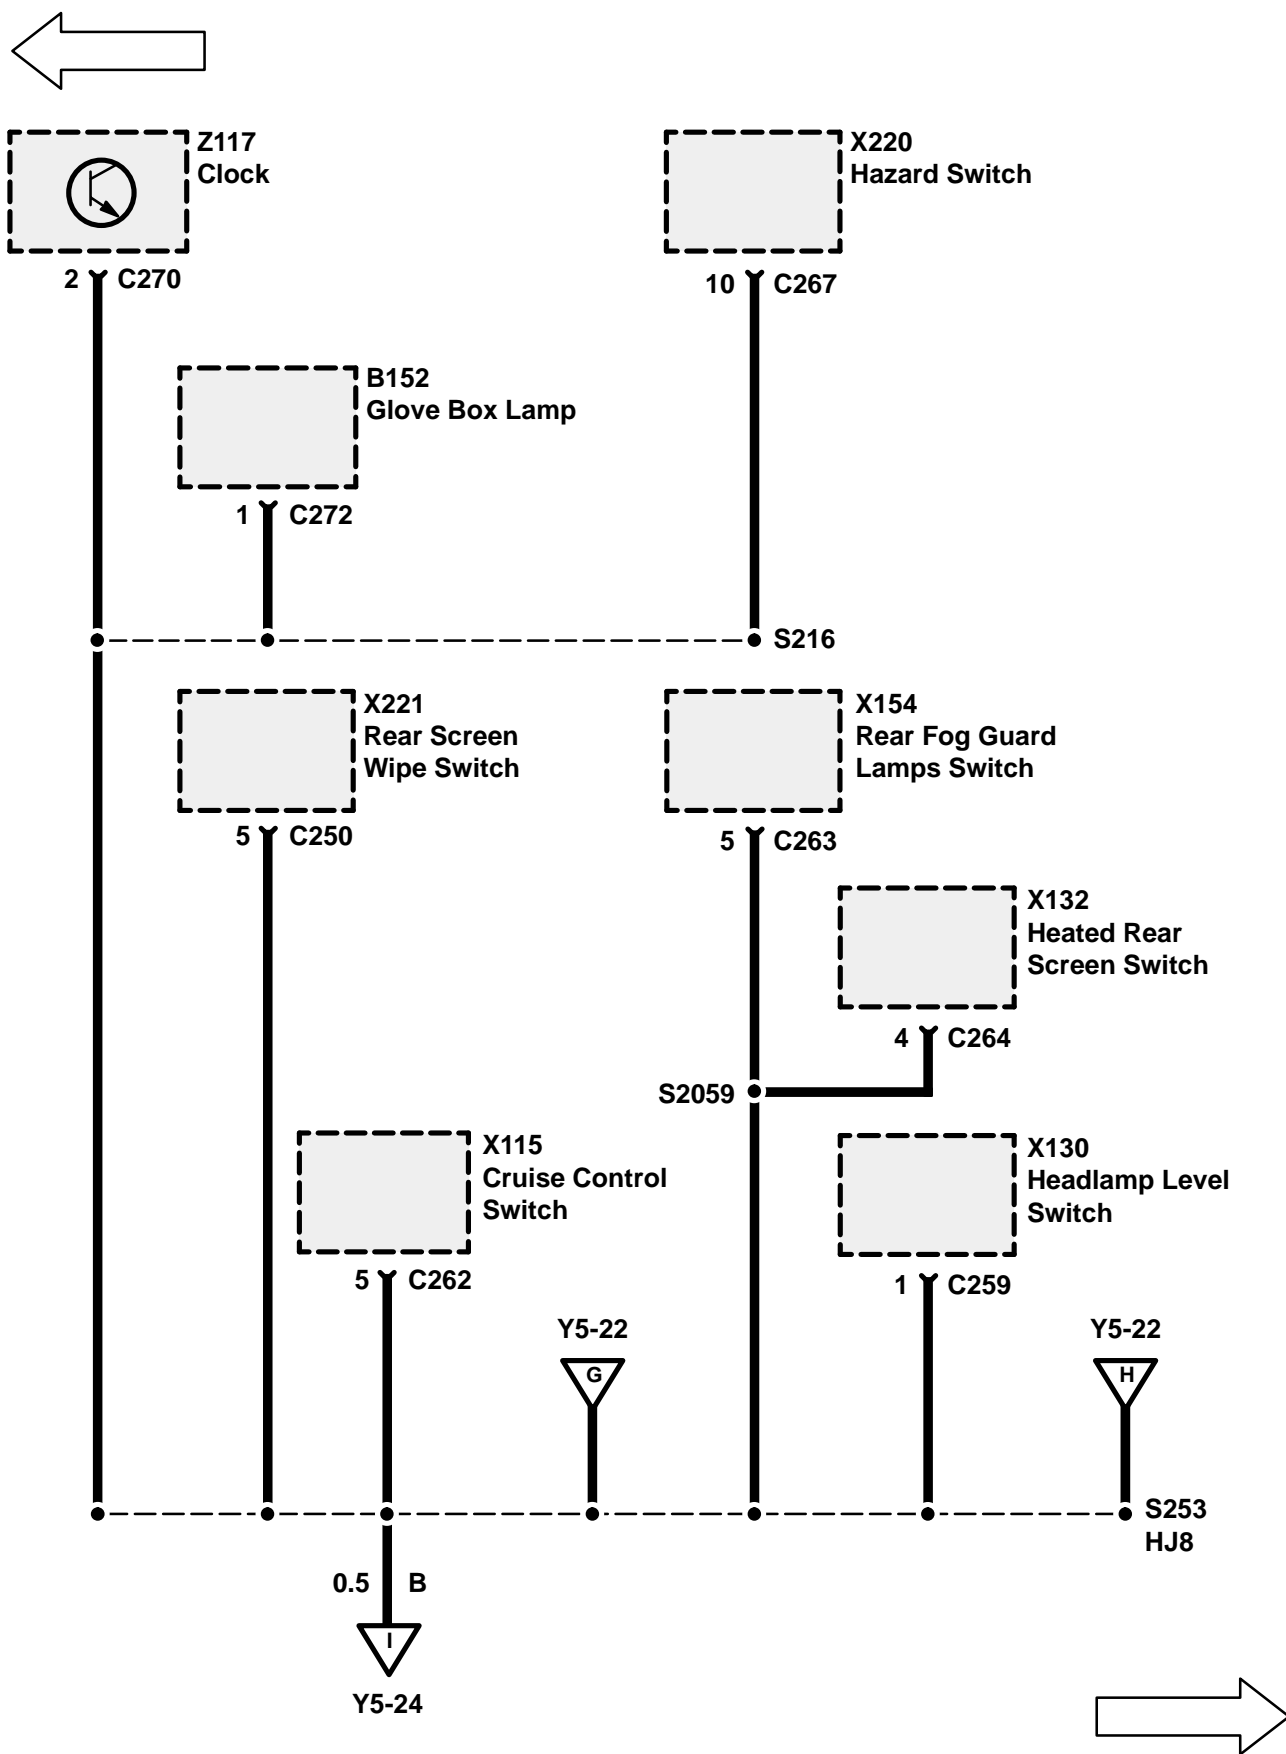 Z117
Clock
X220
Hazard Switch
2 C270
10 C267
B152
Glove Box Lamp
1 C272
S216
X221
Rear Screen
Wipe Switch
X154
Rear Fog Guard
Lamps Switch
5 C250
5 C263
X132
Heated Rear
Screen Switch
4 C264
S2059
X115
Cruise Control
Switch
X130
Headlamp Level
Switch
5 C262
1 C259
Y5-22
G
Y5-22
H
S253
HJ8
0.5 B
I
Y5-24